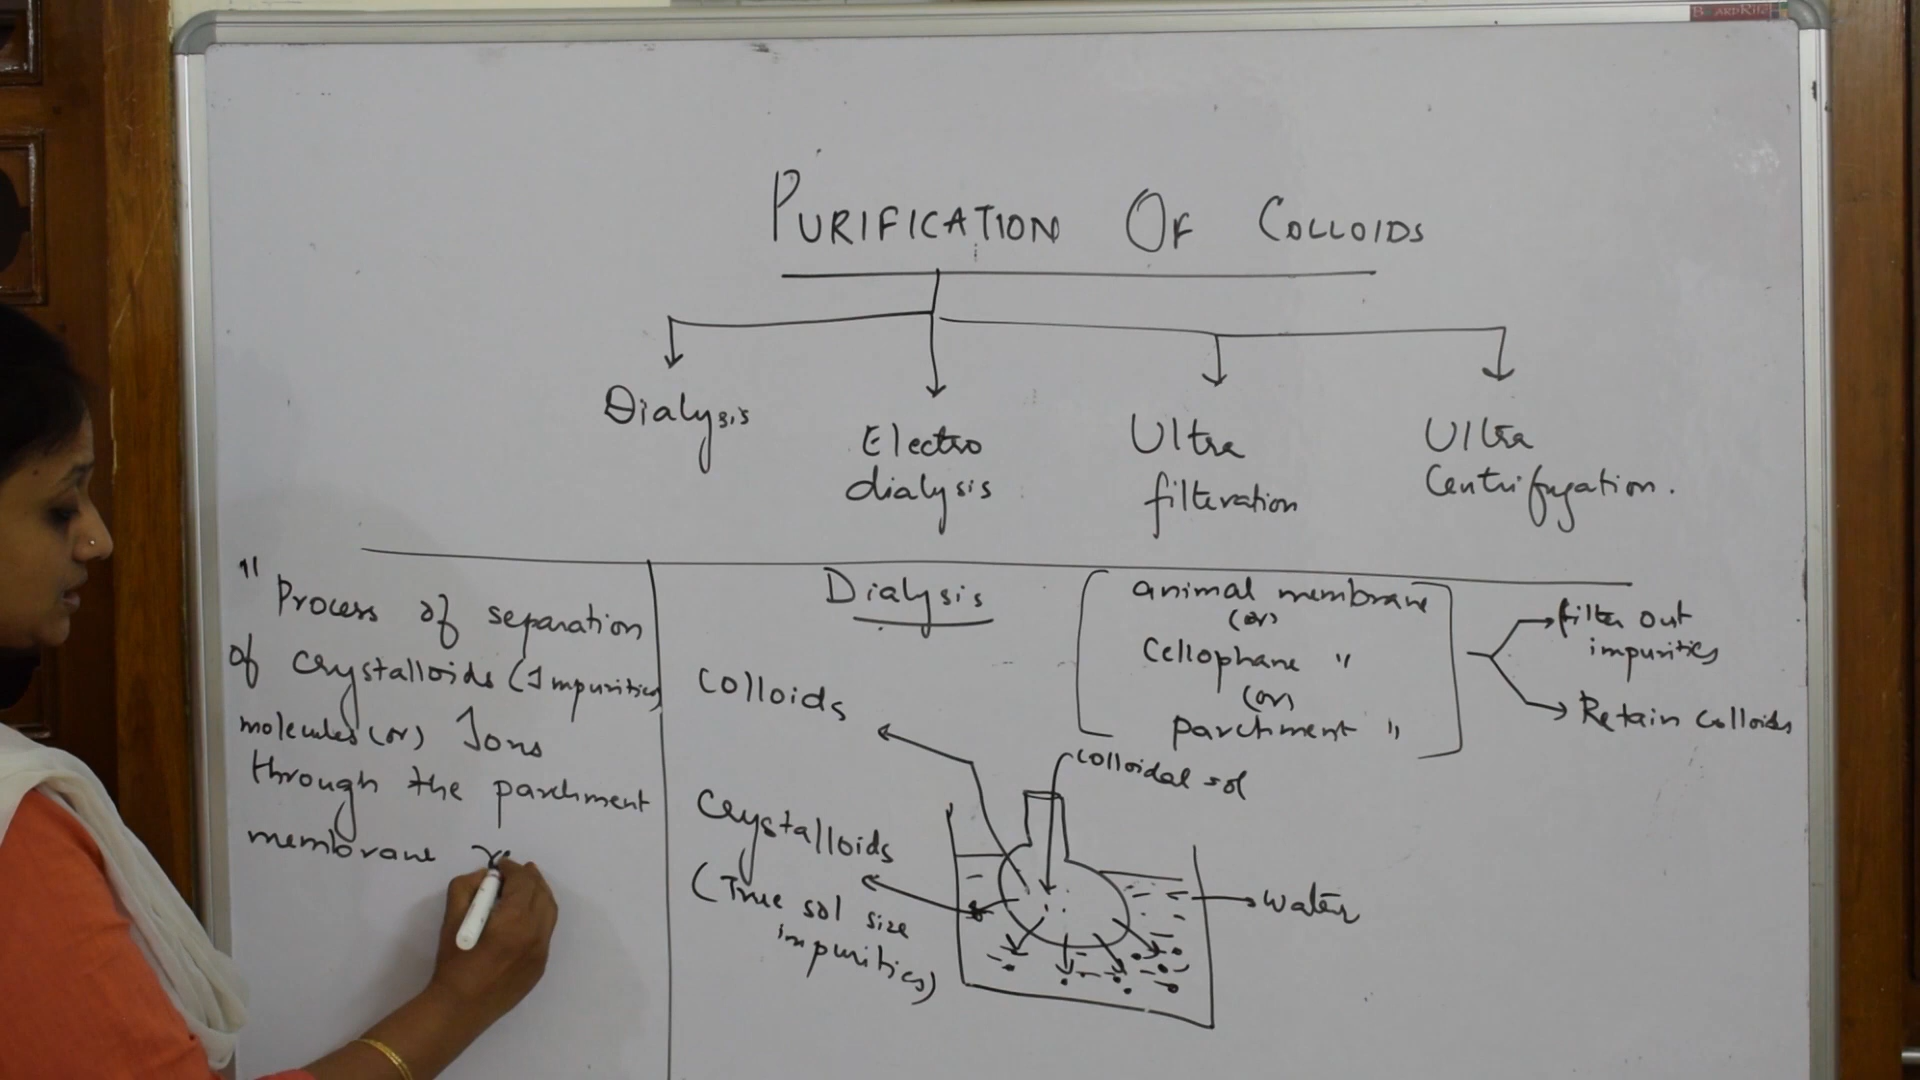 PURIFICATION OF COLLOIDS
Dialysis
Electro
dialysis
Ultra
filteration
Ultra
Centrifugation.
" Process of separation
of crystalloids (Impurities
molecules (or) Ions
through the parchment
membrane
Dialysis
Colloids
Crystalloids
(True sol size
impurities)
animal membrane
(or)
Cellophane "
(or)
parchment "
filter out
impurities
Retain colloids
colloidal sol
water